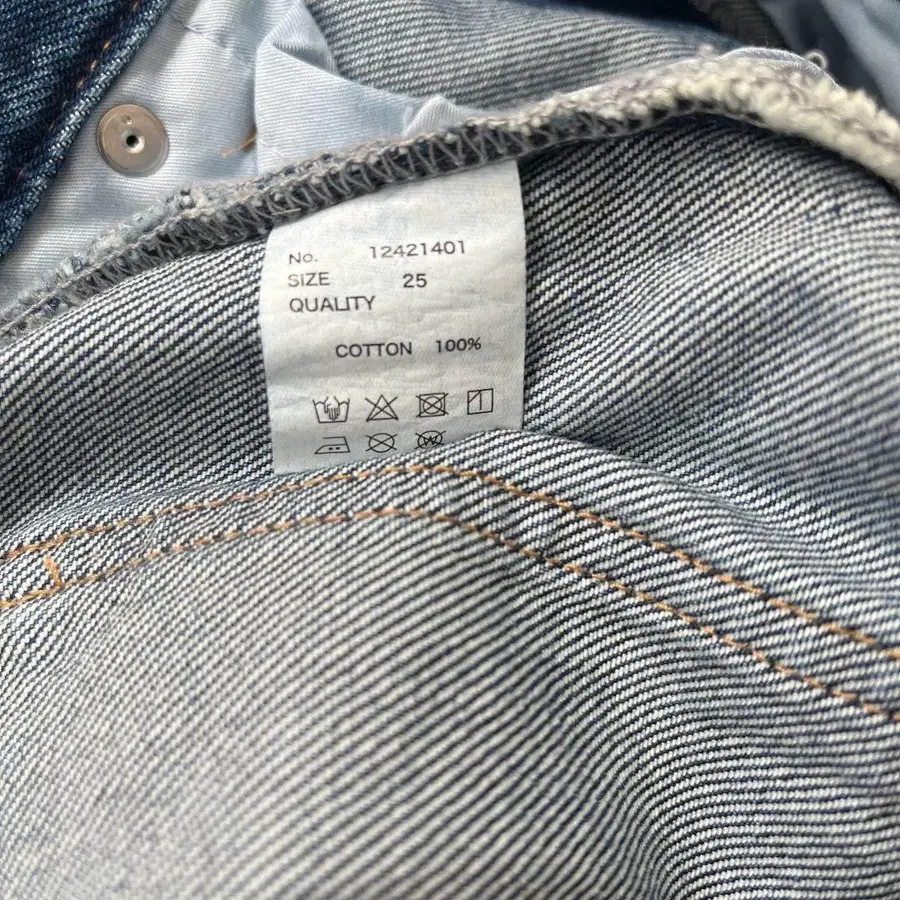 No. 12421401
SIZE 25
QUALITY
COTTON 100%